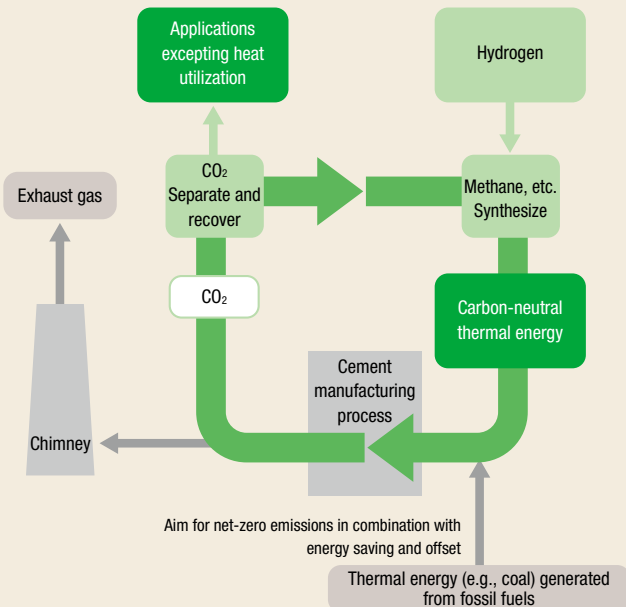 Applications
excepting heat
utilization
Hydrogen
CO₂
Separate and
recover
Methane, etc.
Synthesize
Exhaust gas
CO₂
Carbon-neutral
thermal energy
Cement
manufacturing
process
Chimney
Aim for net-zero emissions in combination with
energy saving and offset
Thermal energy (e.g., coal) generated
from fossil fuels